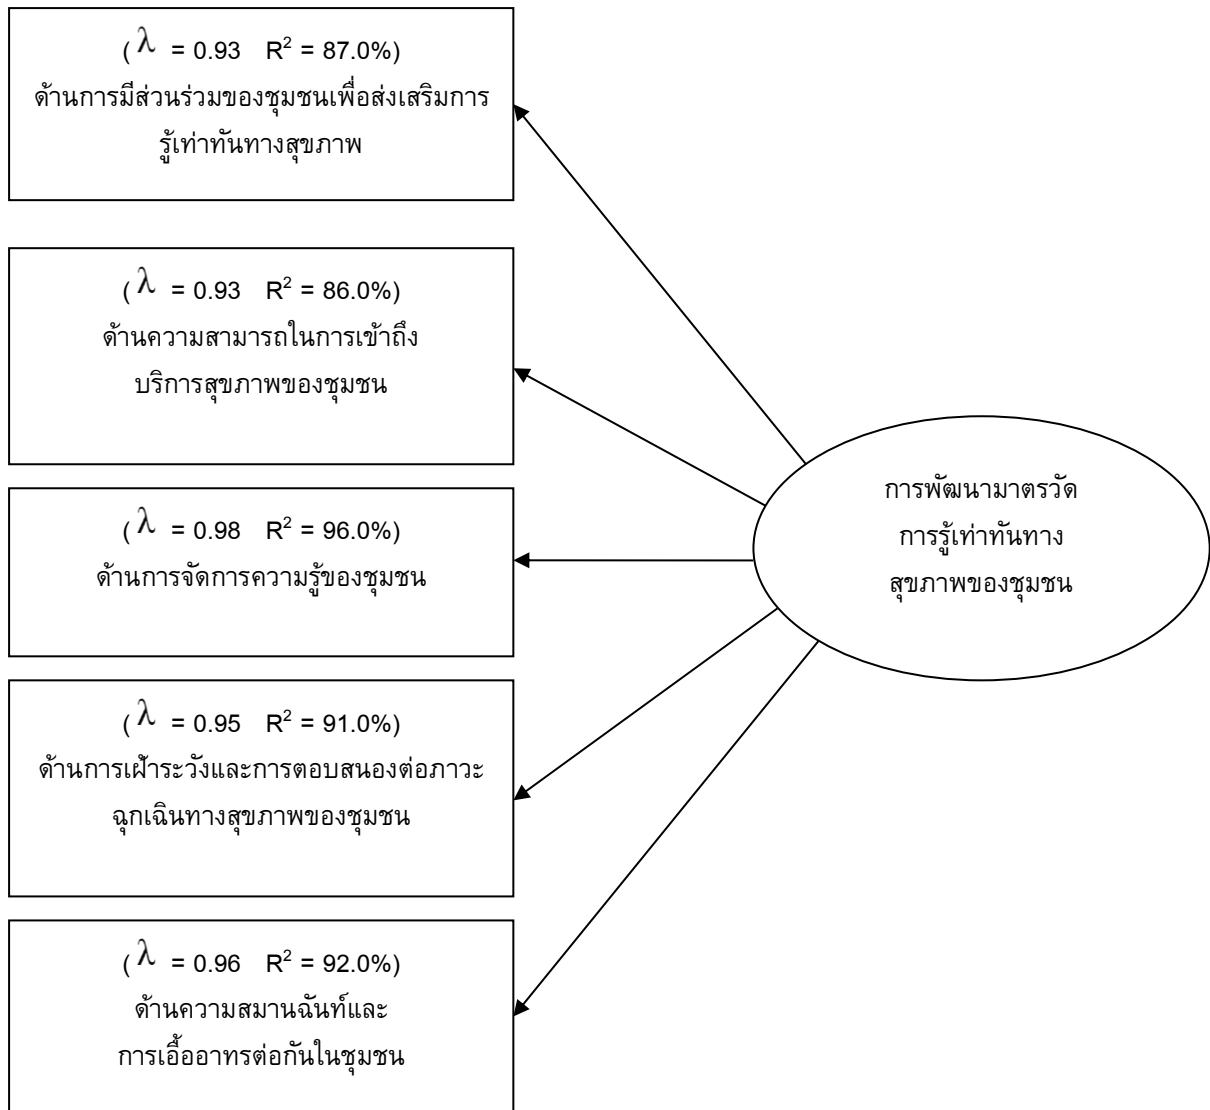 (λ = 0.93 R² = 87.0%)
ด้านการมีส่วนร่วมของชุมชนเพื่อส่งเสริมการ
รู้เท่าทันทางสุขภาพ
(λ = 0.93 R² = 86.0%)
ด้านความสามารถในการเข้าถึง
บริการสุขภาพของชุมชน
(λ = 0.98 R² = 96.0%)
ด้านการจัดการความรู้ของชุมชน
(λ = 0.95 R² = 91.0%)
ด้านการเฝ้าระวังและการตอบสนองต่อภาวะ
ฉุกเฉินทางสุขภาพของชุมชน
(λ = 0.96 R² = 92.0%)
ด้านความสมานฉันท์และ
การเอื้ออาทรต่อกันในชุมชน
การพัฒนามาตรวัด
การรู้เท่าทันทาง
สุขภาพของชุมชน